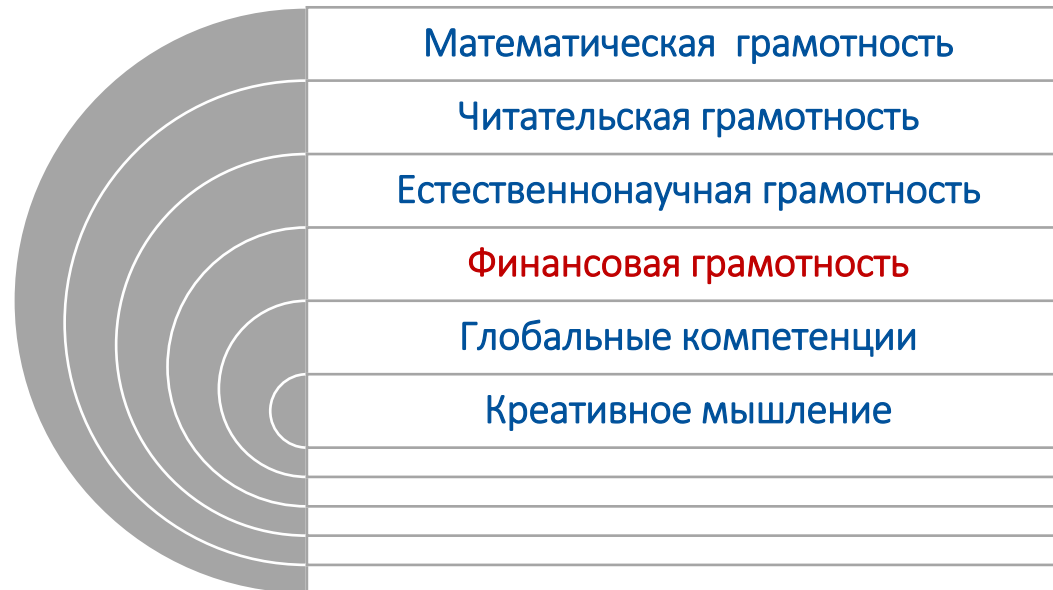 Математическая  грамотность
Читательская грамотность
Естественнонаучная грамотность
Финансовая грамотность
Глобальные компетенции
Креативное мышление